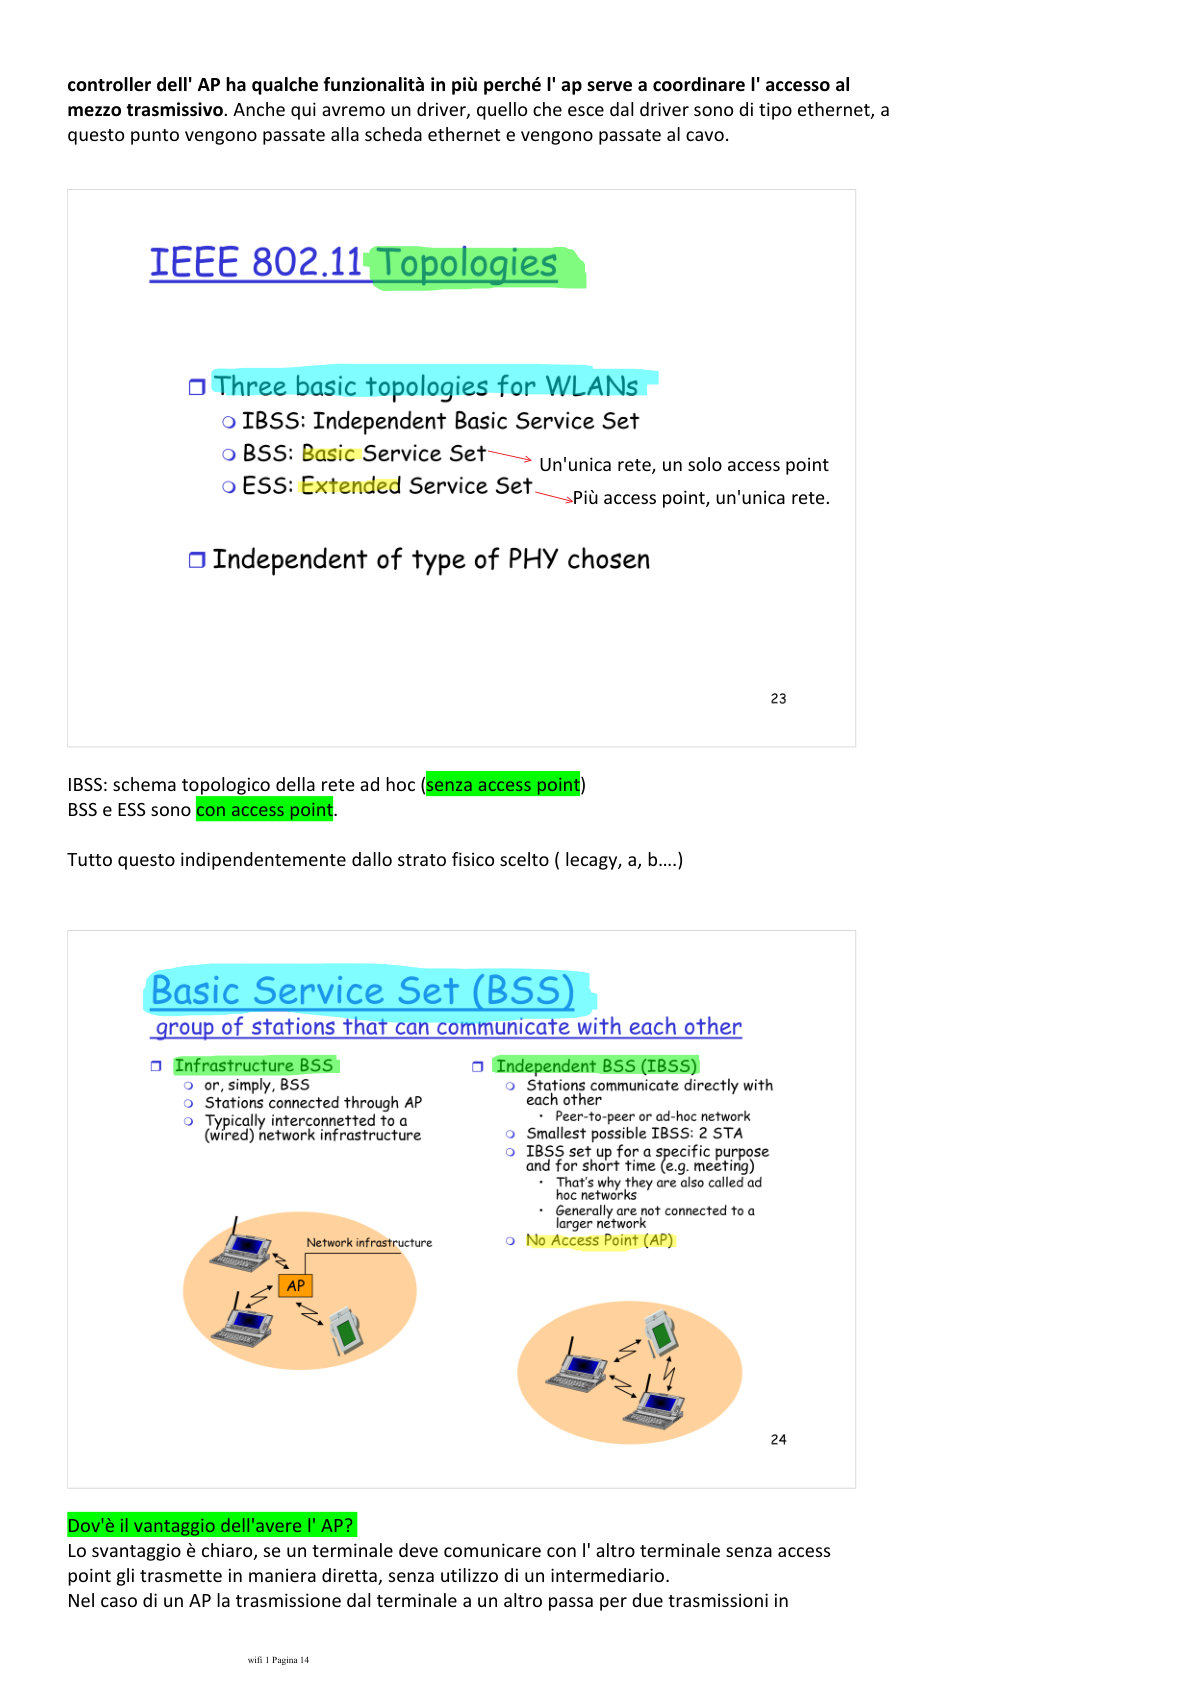 controller dell' AP ha qualche funzionalità in più perché l' ap serve a coordinare l' accesso al
mezzo trasmissivo. Anche qui avremo un driver, quello che esce dal driver sono di tipo ethernet, a
questo punto vengono passate alla scheda ethernet e vengono passate al cavo.
IEEE 802.11 Topologies
Three basic topologies for WLANs
IBSS: Independent Basic Service Set
BSS: Basic Service Set
Un'unica rete, un solo access point
ESS: Extended Service Set
Più access point, un'unica rete.
Independent of type of PHY chosen
23
IBSS: schema topologico della rete ad hoc (senza access point)
BSS e ESS sono con access point.
Tutto questo indipendentemente dallo strato fisico scelto ( lecagy, a, b....)
Basic Service Set (BSS)
group of stations that can communicate with each other
Infrastructure BSS
or, simply, BSS
Stations connected through AP
Typically interconnetted to a
(wired) network infrastructure
Network infrastructure
AP
Independent BSS (IBSS)
Stations communicate directly with
each other
• Peer-to-peer or ad-hoc network
Smallest possible IBSS: 2 STA
IBSS set up for a specific purpose
and for short time (e.g. meeting)
• That's why they are also called ad
hoc networks
• Generally are not connected to a
larger network
No Access Point (AP)
24
Dov'è il vantaggio dell'avere l' AP?
Lo svantaggio è chiaro, se un terminale deve comunicare con l' altro terminale senza access
point gli trasmette in maniera diretta, senza utilizzo di un intermediario.
Nel caso di un AP la trasmissione dal terminale a un altro passa per due trasmissioni in
wifi 1 Pagina 14